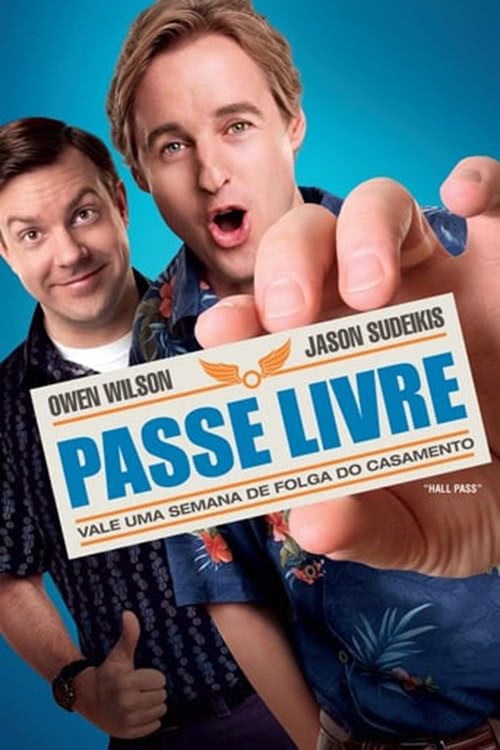 OWEN WILSON
JASON SUDEIKIS
PASSE LIVRE
VALE UMA SEMANA DE FOLGA DO CASAMENTO
"HALL PASS"